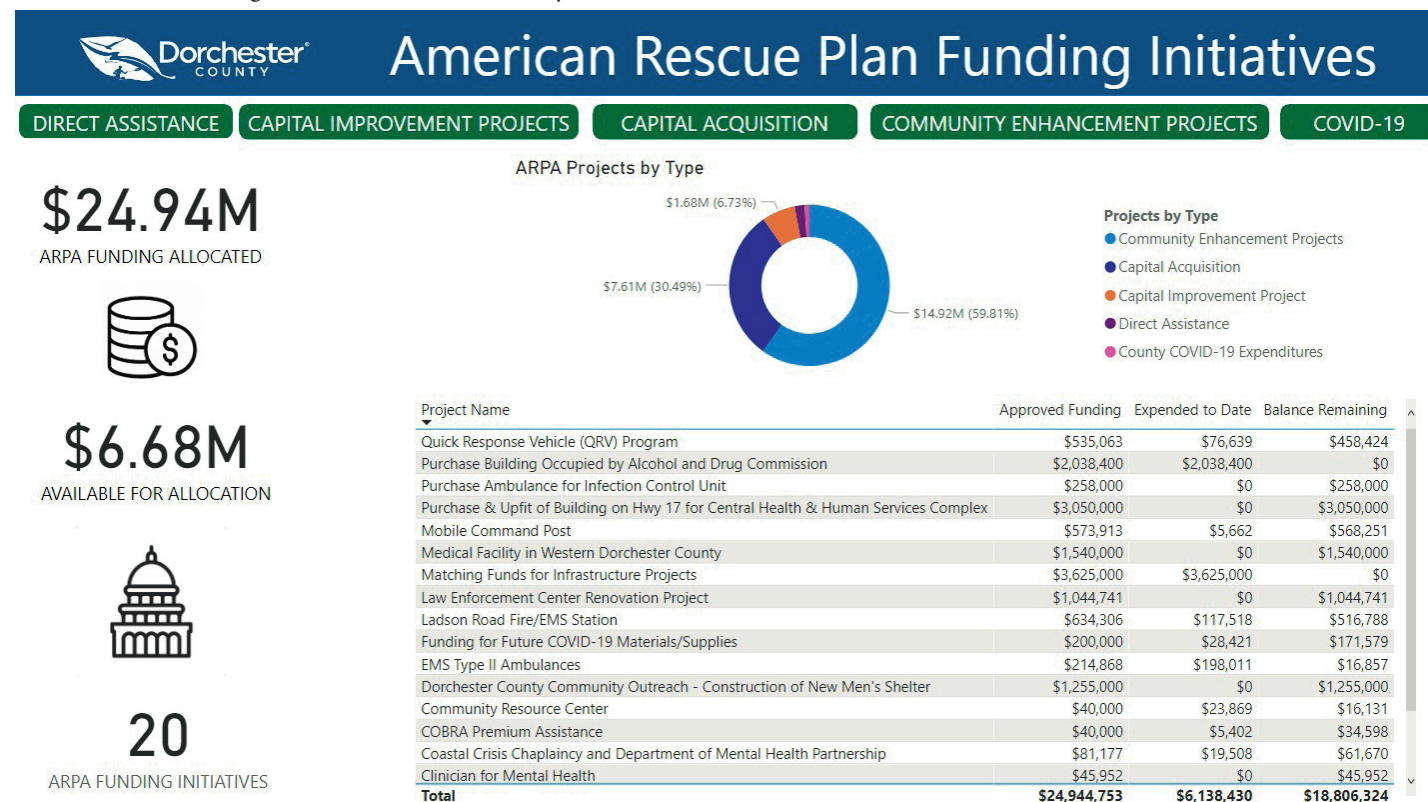 Dorchester
COUNTY
American Rescue Plan Funding Initiatives
DIRECT ASSISTANCE
CAPITAL IMPROVEMENT PROJECTS
CAPITAL ACQUISITION
COMMUNITY ENHANCEMENT PROJECTS
COVID-19
$24.94M
ARPA FUNDING ALLOCATED
$
$6.68M
AVAILABLE FOR ALLOCATION
20
ARPA FUNDING INITIATIVES
ARPA Projects by Type
$1.68M (6.73%)
$7.61M (30.49%)
$14.92M (59.81%)
Projects by Type
Community Enhancement Projects
Capital Acquisition
Capital Improvement Project
Direct Assistance
County COVID-19 Expenditures
Project Name Approved Funding Expended to Date Balance Remaining
Quick Response Vehicle (QRV) Program $535,063 $76,639 $458,424
Purchase Building Occupied by Alcohol and Drug Commission $2,038,400 $2,038,400 $0
Purchase Ambulance for Infection Control Unit $258,000 $0 $258,000
Purchase & Upfit of Building on Hwy 17 for Central Health & Human Services Complex $3,050,000 $0 $3,050,000
Mobile Command Post $573,913 $5,662 $568,251
Medical Facility in Western Dorchester County $1,540,000 $0 $1,540,000
Matching Funds for Infrastructure Projects $3,625,000 $3,625,000 $0
Law Enforcement Center Renovation Project $1,044,741 $0 $1,044,741
Ladson Road Fire/EMS Station $634,306 $117,518 $516,788
Funding for Future COVID-19 Materials/Supplies $200,000 $28,421 $171,579
EMS Type II Ambulances $214,868 $198,011 $16,857
Dorchester County Community Outreach - Construction of New Men's Shelter $1,255,000 $0 $1,255,000
Community Resource Center $40,000 $23,869 $16,131
COBRA Premium Assistance $40,000 $5,402 $34,598
Coastal Crisis Chaplaincy and Department of Mental Health Partnership $81,177 $19,508 $61,670
Clinician for Mental Health $45,952 $0 $45,952
Total $24,944,753 $6,138,430 $18,806,324